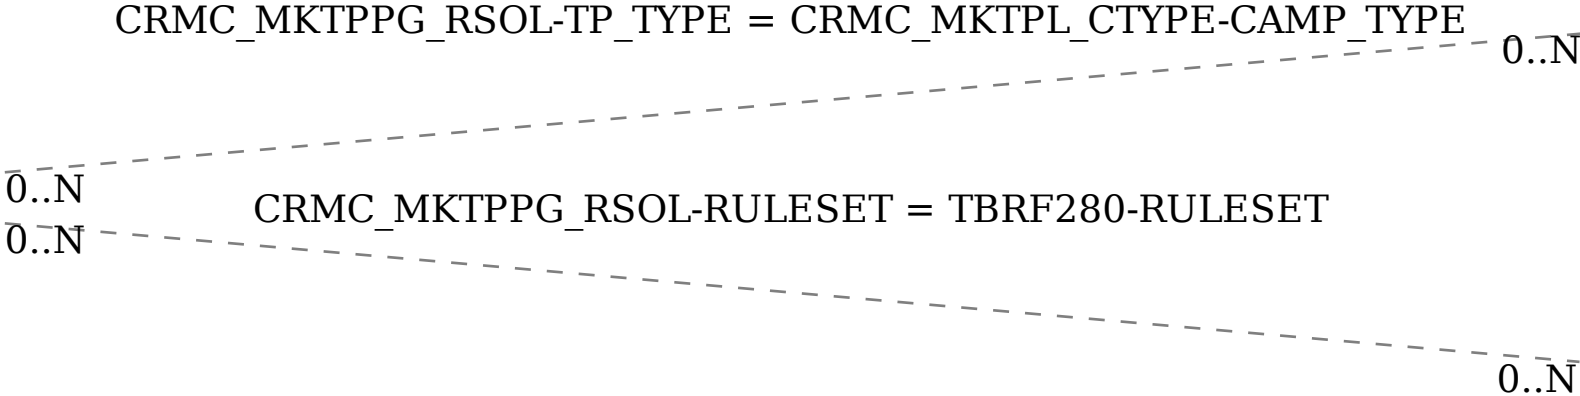 CRMC_MKTPPG_RSOL-TP_TYPE = CRMC_MKTPL_CTYPE-CAMP_TYPE
0..N
0..N
CRMC_MKTPPG_RSOL-RULESET = TBRF280-RULESET
0..N
0..N